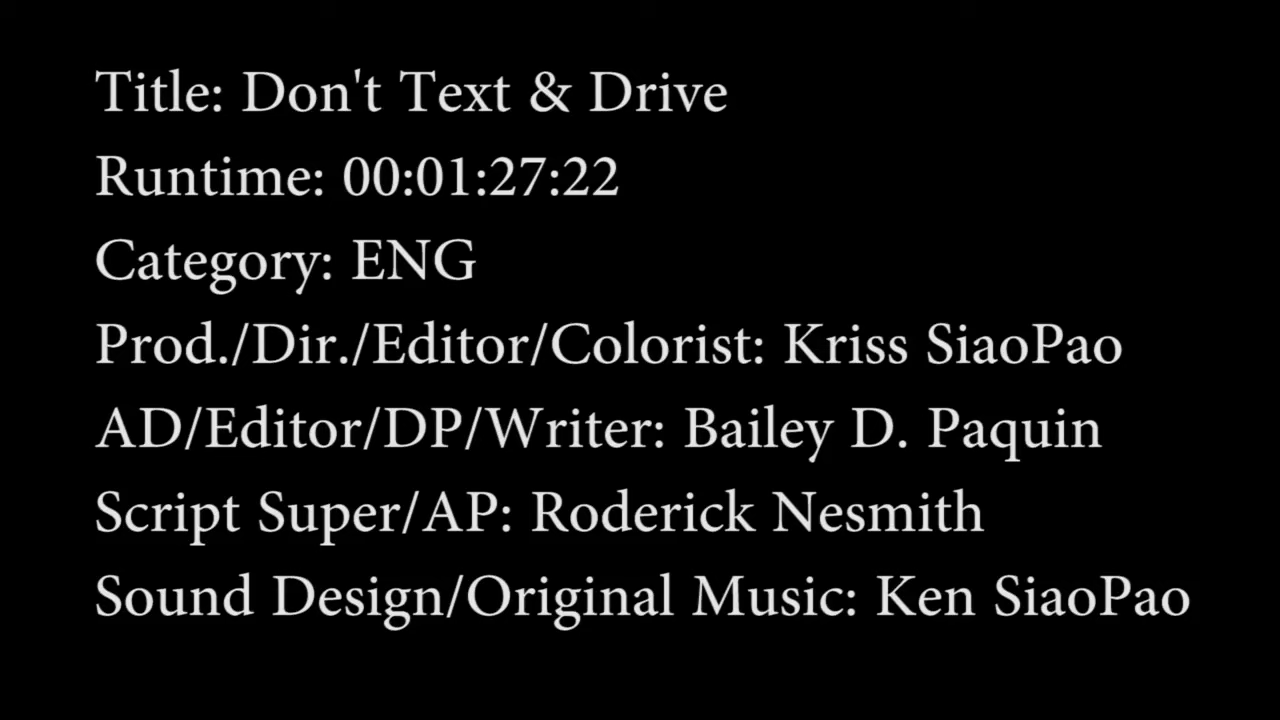 Title: Don't Text & Drive
Runtime: 00:01:27:22
Category: ENG
Prod./Dir./Editor/Colorist: Kriss SiaoPao
AD/Editor/DP/Writer: Bailey D. Paquin
Script Super/AP: Roderick Nesmith
Sound Design/Original Music: Ken SiaoPao